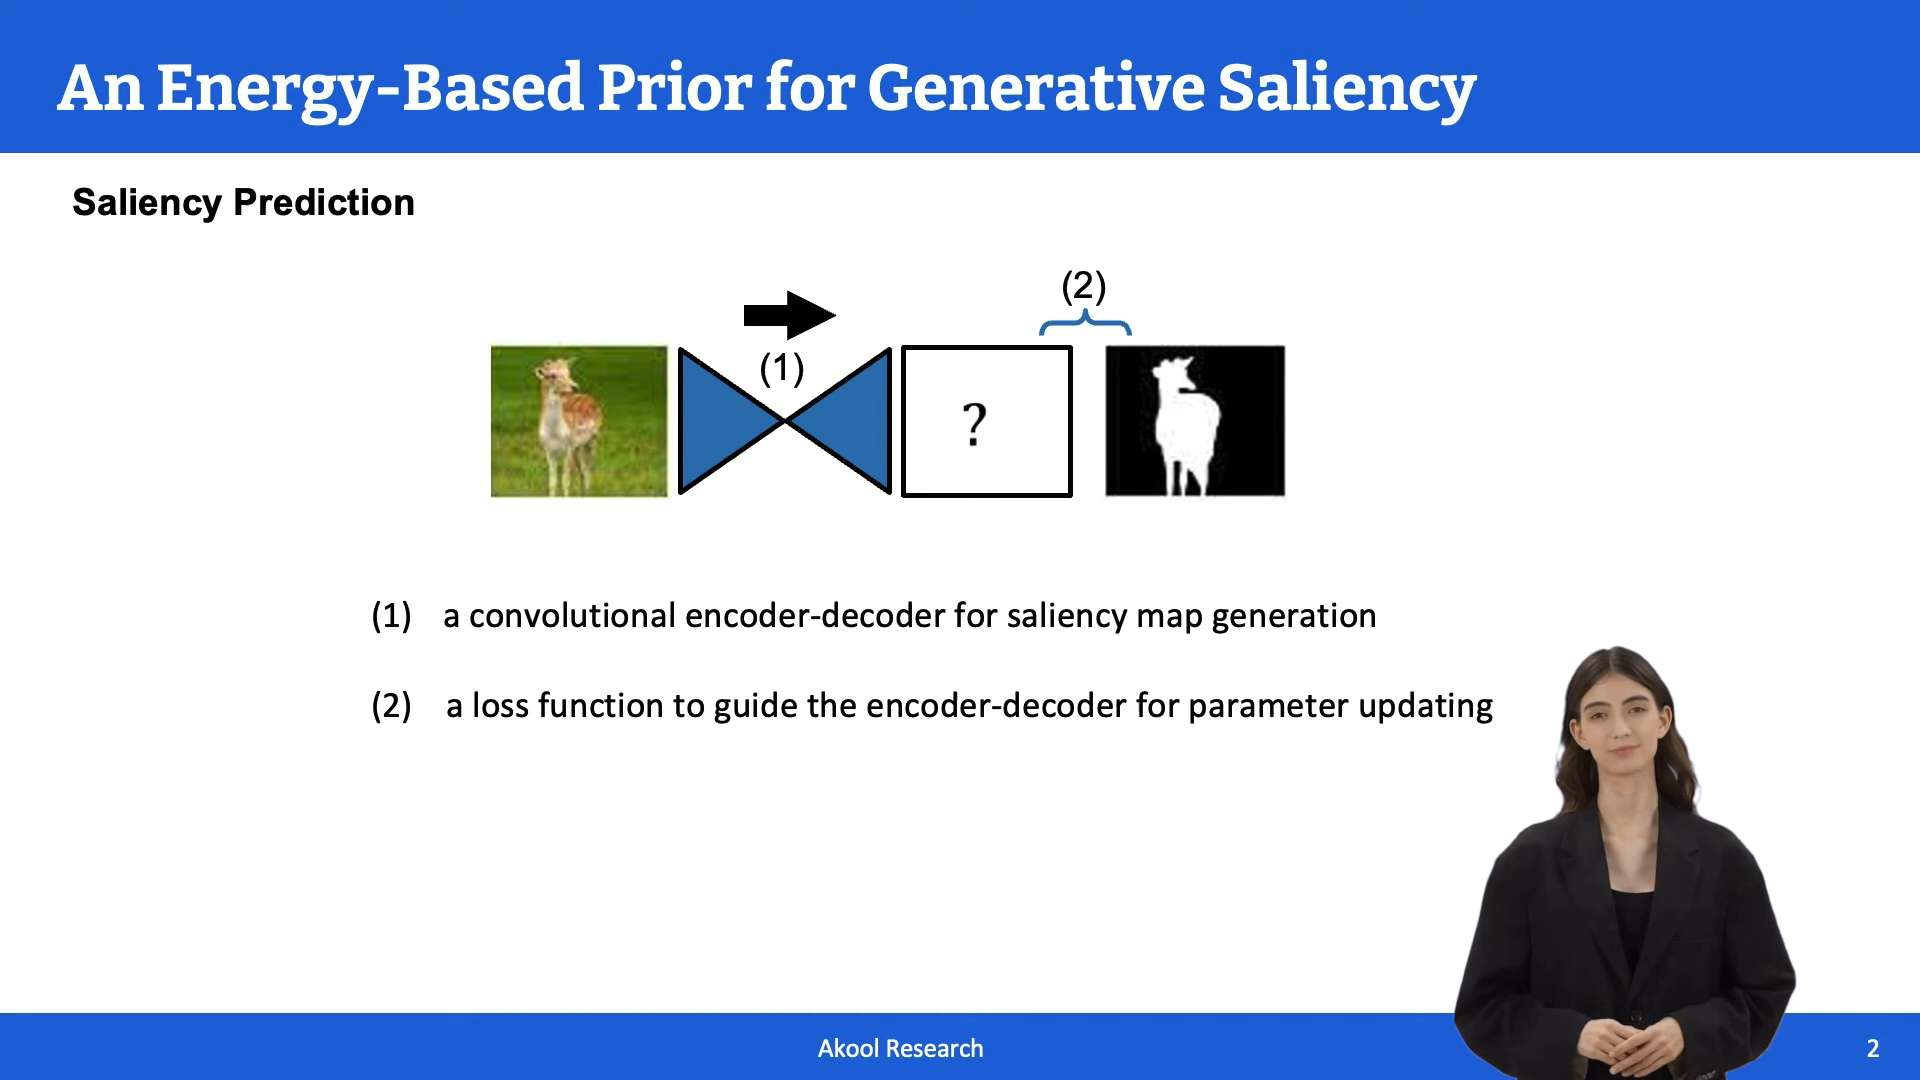 An Energy-Based Prior for Generative Saliency
Saliency Prediction
(2)
(1)
?
(1) a convolutional encoder-decoder for saliency map generation
(2) a loss function to guide the encoder-decoder for parameter updating
Akool Research
2